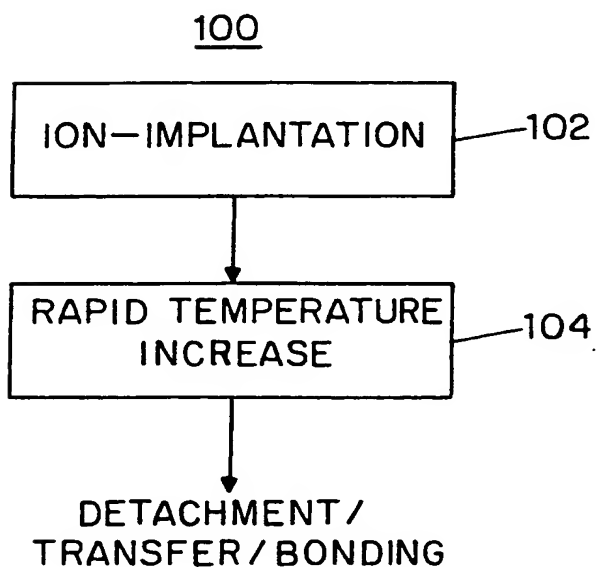 100
ION-IMPLANTATION
102
RAPID TEMPERATURE
INCREASE
104
DETACHMENT/
TRANSFER/BONDING